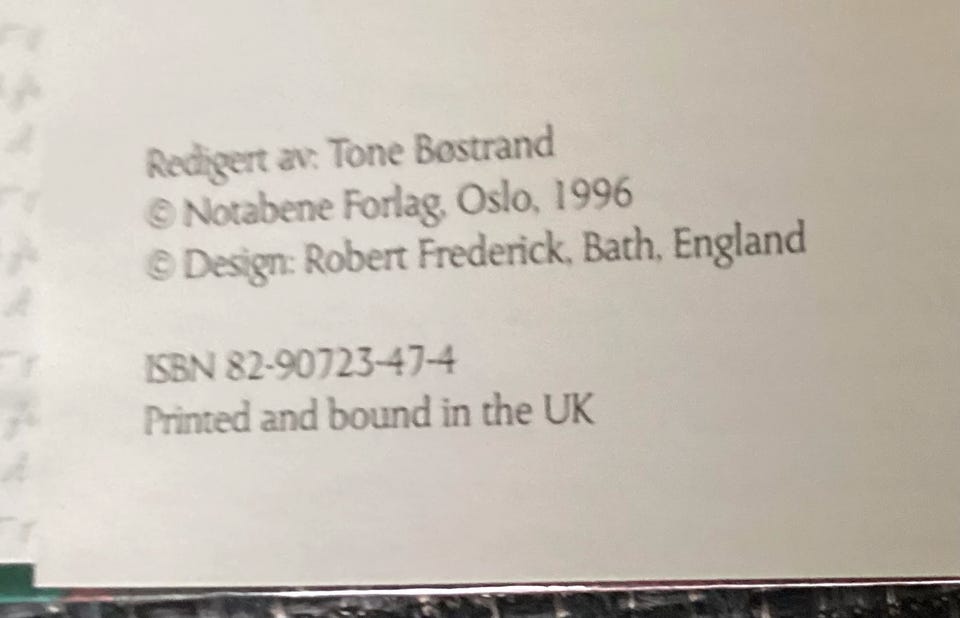 Redigert av: Tone Bøstrand
© Notabene Forlag, Oslo, 1996
© Design: Robert Frederick, Bath, England
ISBN 82-90723-47-4
Printed and bound in the UK